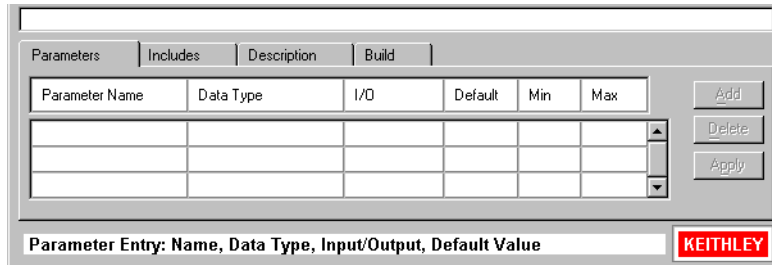 Parameters Includes Description Build
Parameter Name Data Type I/O Default Min Max Add
Delete
Apply
Parameter Entry: Name, Data Type, Input/Output, Default Value KEITHLEY